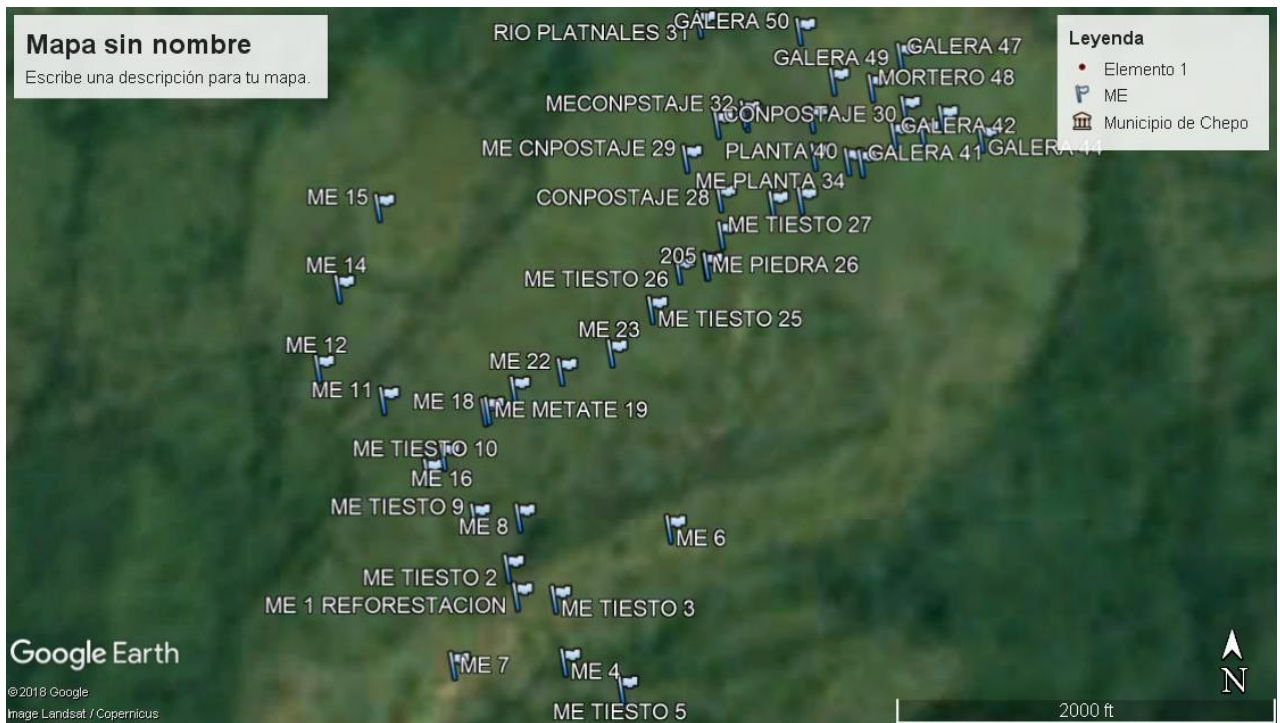 Mapa sin nombre
Escribe una descripción para tu mapa.
Leyenda
Elemento 1
ME
Municipio de Chepo
RIO PLATNALES 31
GALERA 50
GALERA 49
GALERA 47
MORTERO 48
MECONPSTAJE 32
CONPOSTAJE 30
GALERA 42
ME CNPOSTAJE 29
PLANTA 40
GALERA 41
GALERA 44
ME PLANTA 34
ME 15
CONPOSTAJE 28
ME TIESTO 27
205
ME 14
ME TIESTO 26
ME PIEDRA 26
ME TIESTO 25
ME 23
ME 12
ME 22
ME 11
ME 18
ME METATE 19
ME TIESTO 10
ME 16
ME TIESTO 9
ME 8
ME 6
ME TIESTO 2
ME 1 REFORESTACION
ME TIESTO 3
ME 7
ME 4
ME TIESTO 5
Google Earth
© 2018 Google
Image Landsat / Copernicus
N
2000 ft